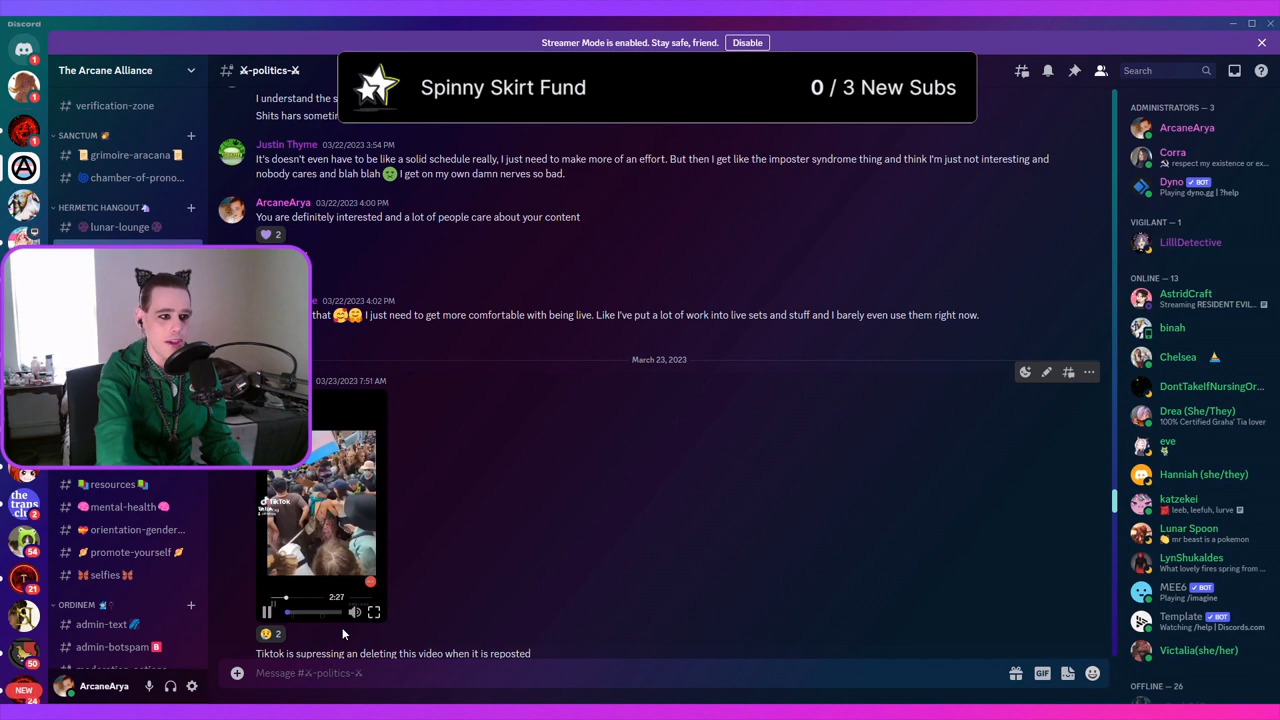 Discord
Streamer Mode is enabled. Stay safe, friend.
Disable
The Arcane Alliance
⚔-politics-⚔
Search
Spinny Skirt Fund
0 / 3 New Subs
verification-zone
SANCTUM
grimoire-aracana
chamber-of-prono...
HERMETIC HANGOUT
lunar-lounge
resources
mental-health
orientation-gender...
promote-yourself
selfies
ORDINEM
admin-text
admin-botspam
NEW
ArcaneArya
I understand the s
Shits hars someti
Justin Thyme 03/22/2023 3:54 PM
It's doesn't even have to be like a solid schedule really, I just need to make more of an effort. But then I get like the imposter syndrome thing and think I'm just not interesting and
nobody cares and blah blah 🤢 I get on my own damn nerves so bad.
ArcaneArya 03/22/2023 4:00 PM
You are definitely interested and a lot of people care about your content
💜 2
03/22/2023 4:02 PM
that 🥰🤗 I just need to get more comfortable with being live. Like I've put a lot of work into live sets and stuff and I barely even use them right now.
March 23, 2023
03/23/2023 7:51 AM
TikTok
2:27
😢 2
Tiktok is supressing an deleting this video when it is reposted
Message #⚔-politics-⚔
GIF
ADMINISTRATORS — 3
ArcaneArya
Corra
respect my existence or ex...
Dyno ✓ BOT
Playing dyno.gg | ?help
VIGILANT — 1
LilllDetective
ONLINE — 13
AstridCraft
Streaming RESIDENT EVIL...
binah
Chelsea
DontTakeIfNursingOr...
Drea (She/They)
100% Certified Graha' Tia lover
eve
Hanniah (she/they)
katzekei
leeb, leefuh, lurve
Lunar Spoon
mr beast is a pokemon
LynShukaldes
What lovely fires spring from ...
MEE6 ✓ BOT
Playing /imagine
Template ✓ BOT
Watching /help | Discords.com
Victalia(she/her)
OFFLINE — 26